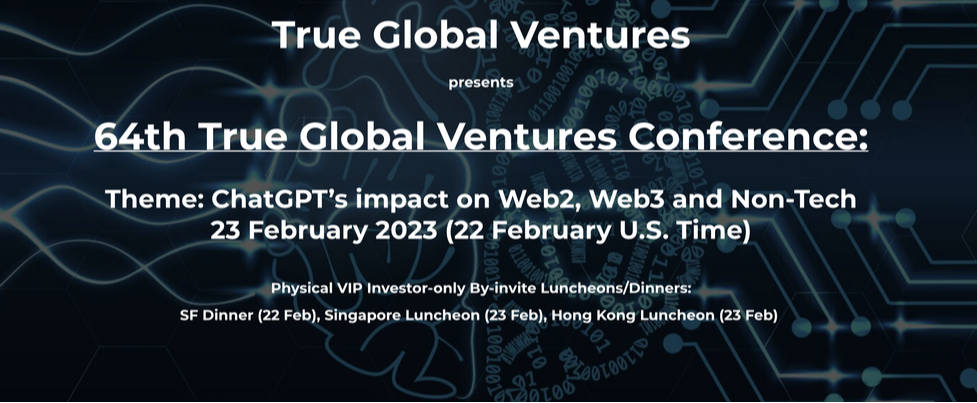 True Global Ventures
presents
64th True Global Ventures Conference:
Theme: ChatGPT’s impact on Web2, Web3 and Non-Tech
23 February 2023 (22 February U.S. Time)
Physical VIP Investor-only By-invite Luncheons/Dinners:
SF Dinner (22 Feb), Singapore Luncheon (23 Feb), Hong Kong Luncheon (23 Feb)